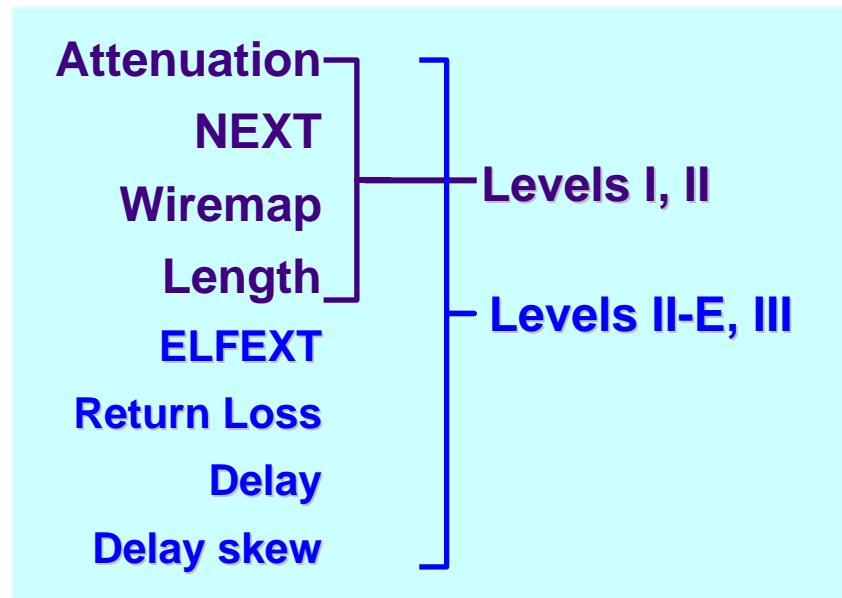 Attenuation
NEXT
Wiremap
Length
ELFEXT
Return Loss
Delay
Delay skew
Levels I, II
Levels II-E, III